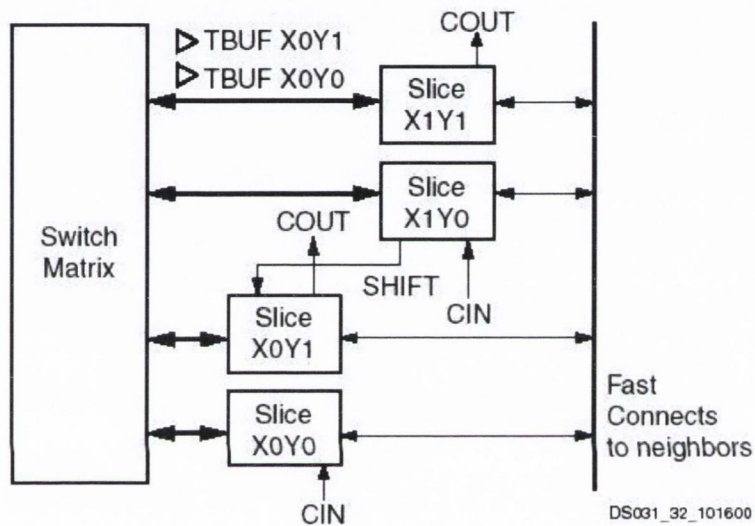 TBUF X0Y1
TBUF X0Y0
COUT
Slice
X1Y1
Slice
X1Y0
COUT
Switch
Matrix
SHIFT
CIN
Slice
X0Y1
Slice
X0Y0
Fast
Connects
to neighbors
CIN
DS031_32_101600